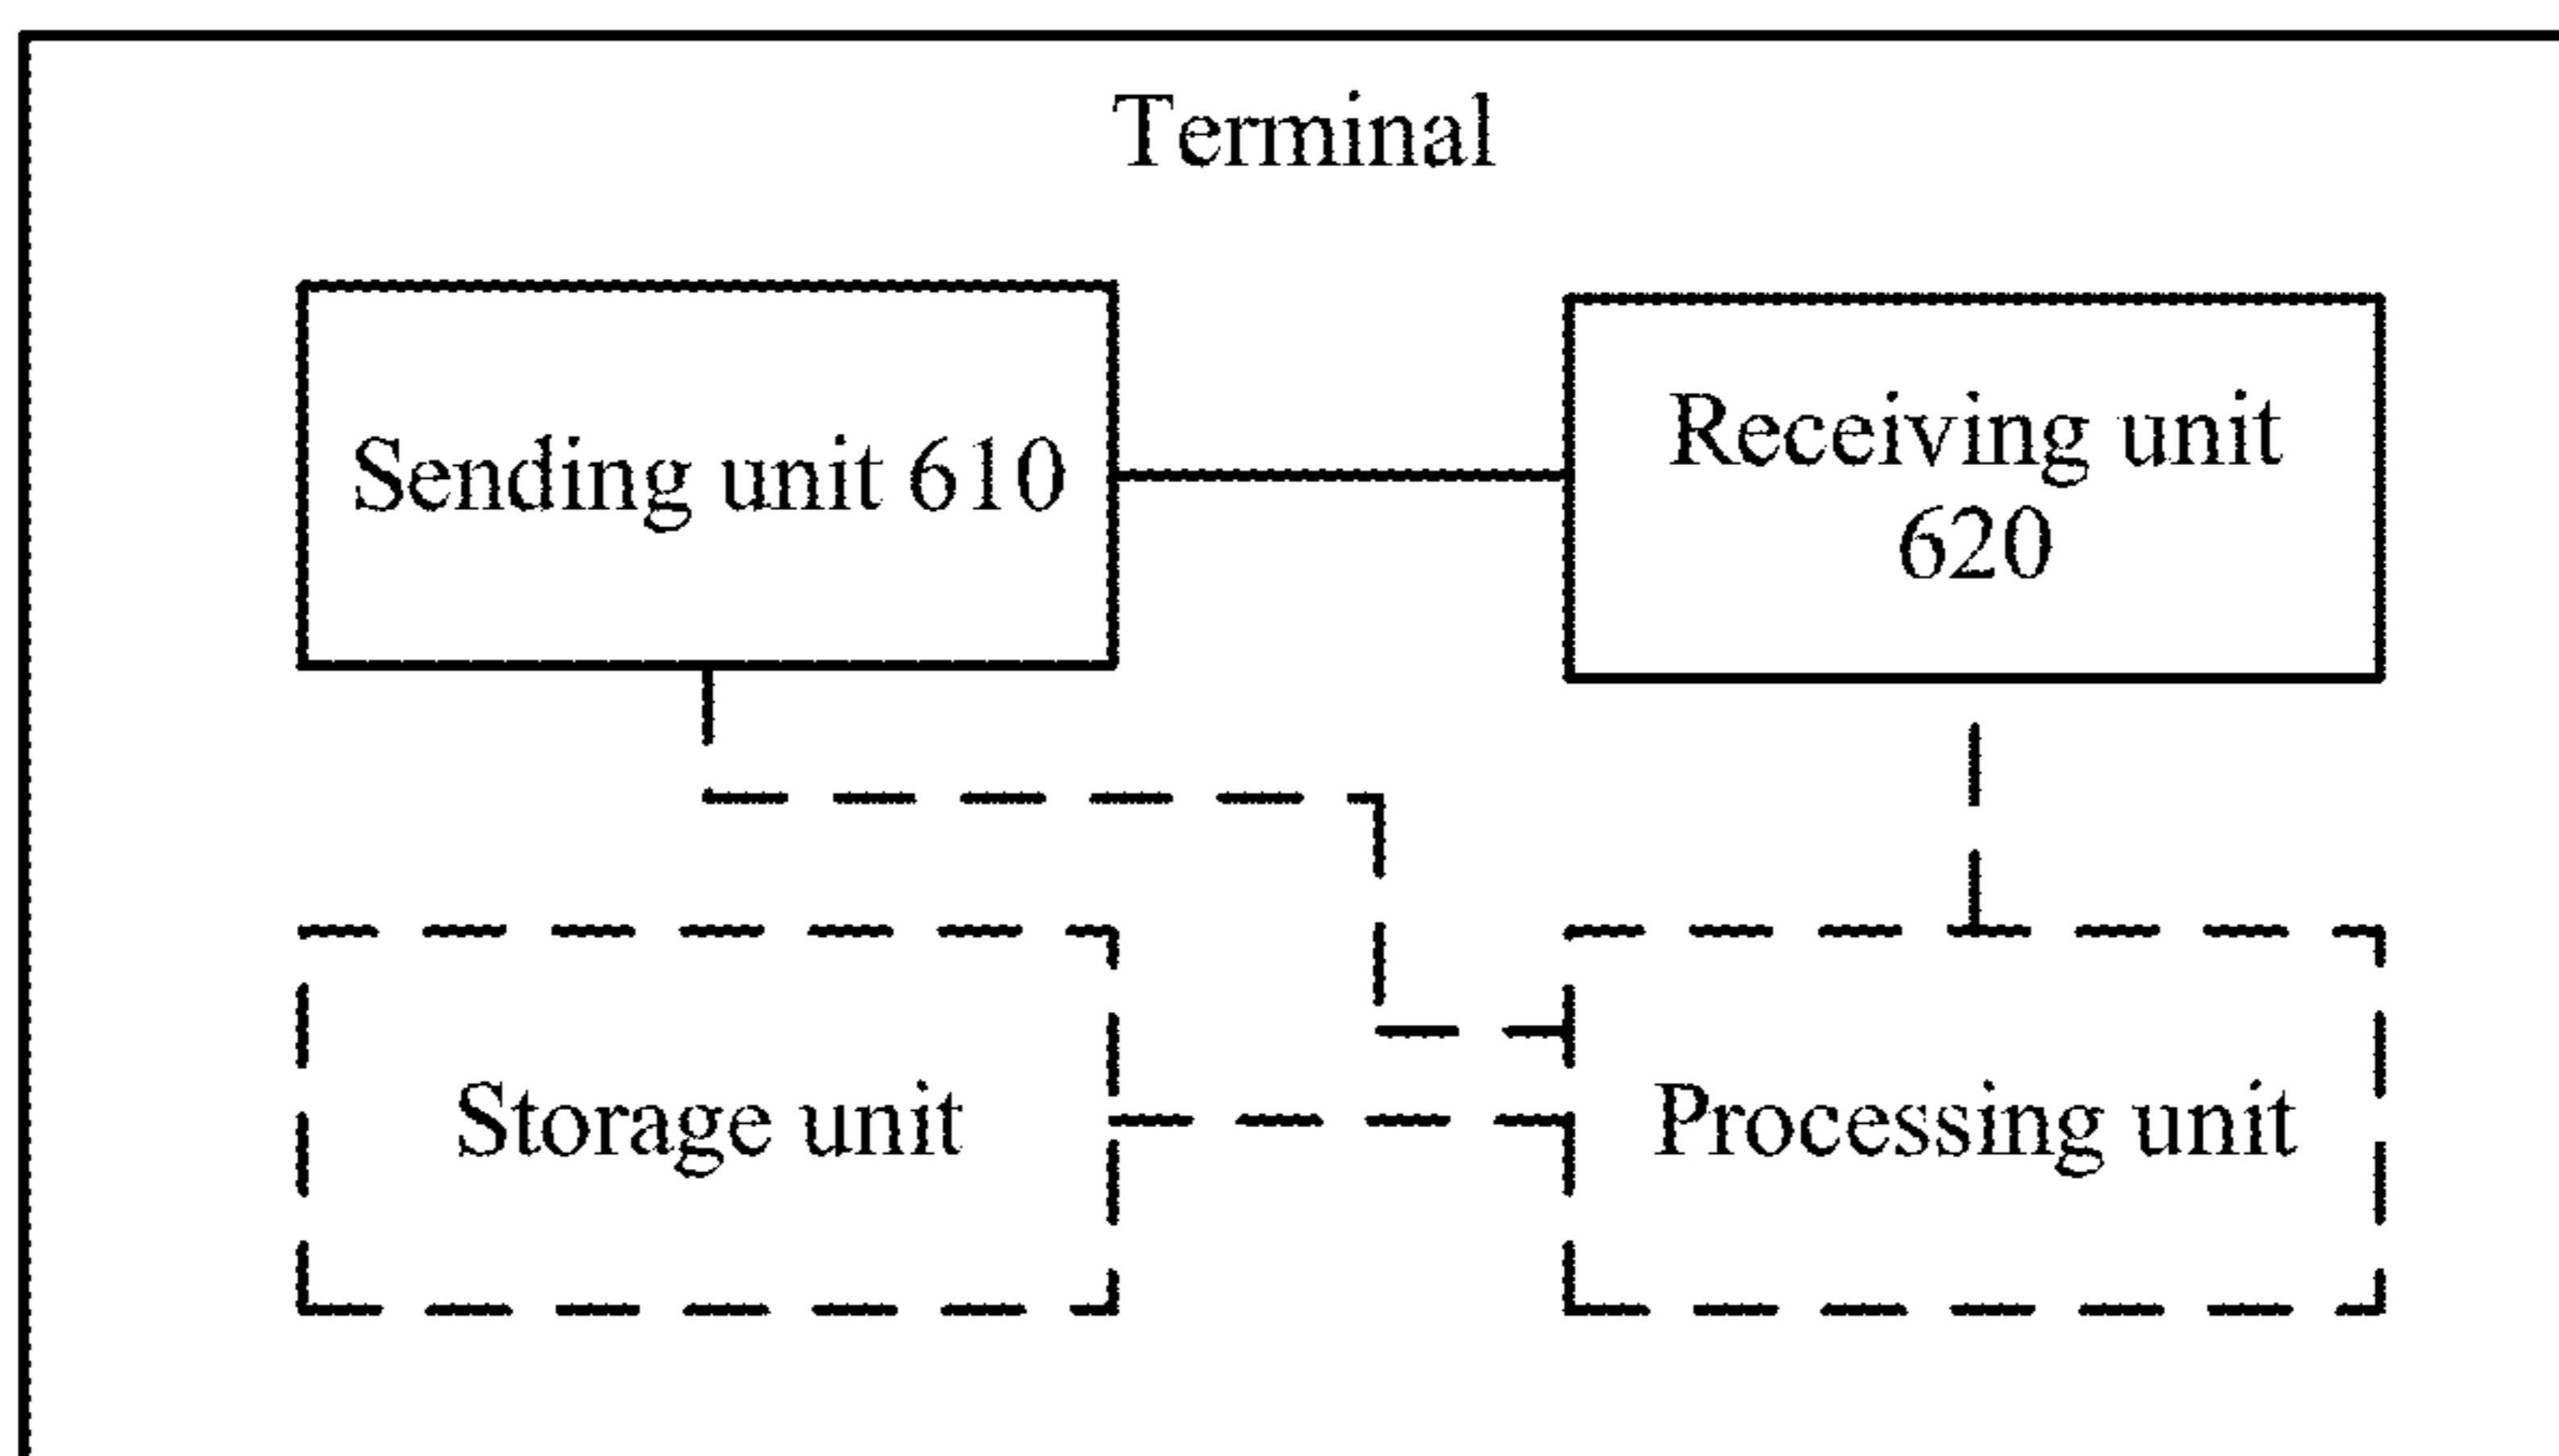 Terminal
Sending unit 610
Receiving unit
620
Storage unit
Processing unit